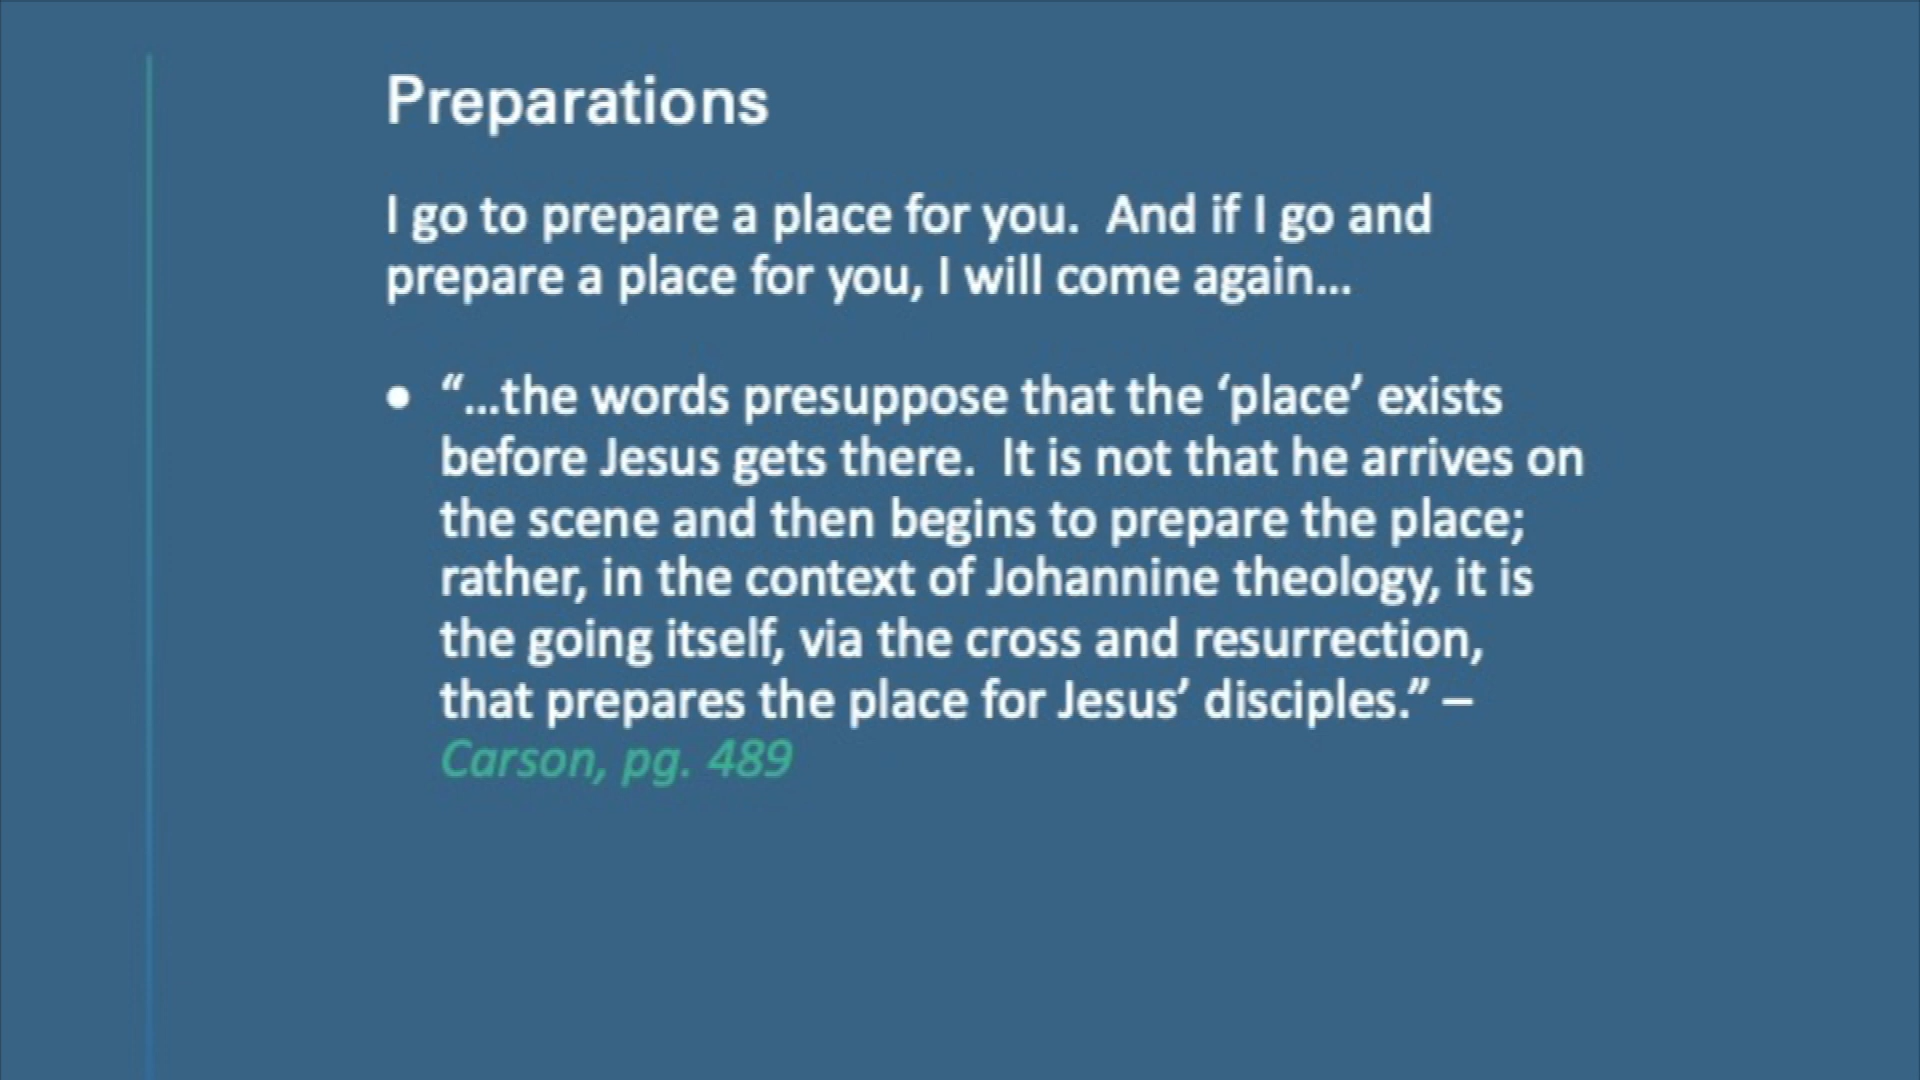 Preparations
I go to prepare a place for you.  And if I go and
prepare a place for you, I will come again...
• “...the words presuppose that the ‘place’ exists
before Jesus gets there.  It is not that he arrives on
the scene and then begins to prepare the place;
rather, in the context of Johannine theology, it is
the going itself, via the cross and resurrection,
that prepares the place for Jesus’ disciples.” –
Carson, pg. 489